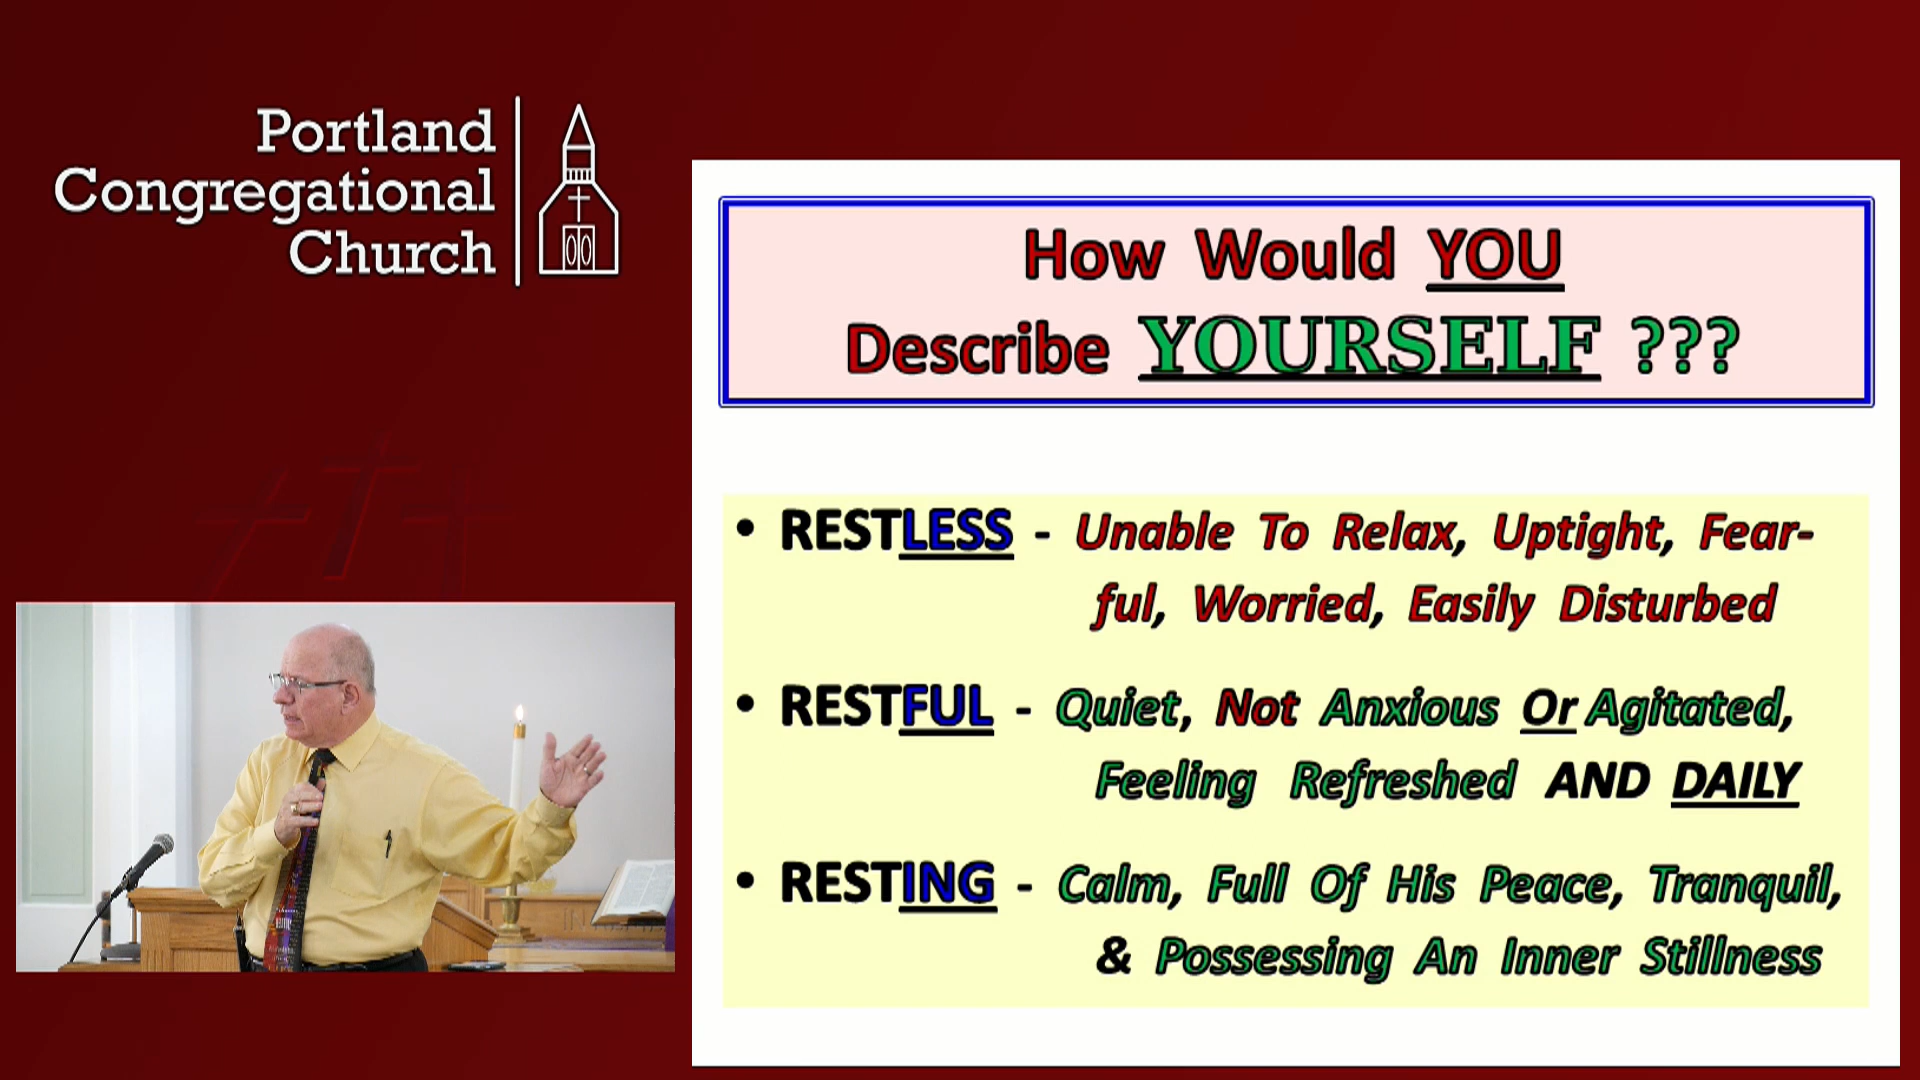 Portland
Congregational
Church
How Would YOU
Describe YOURSELF ???
• RESTLESS - Unable To Relax, Uptight, Fear-
ful, Worried, Easily Disturbed
• RESTFUL - Quiet, Not Anxious Or Agitated,
Feeling Refreshed AND DAILY
• RESTING - Calm, Full Of His Peace, Tranquil,
& Possessing An Inner Stillness